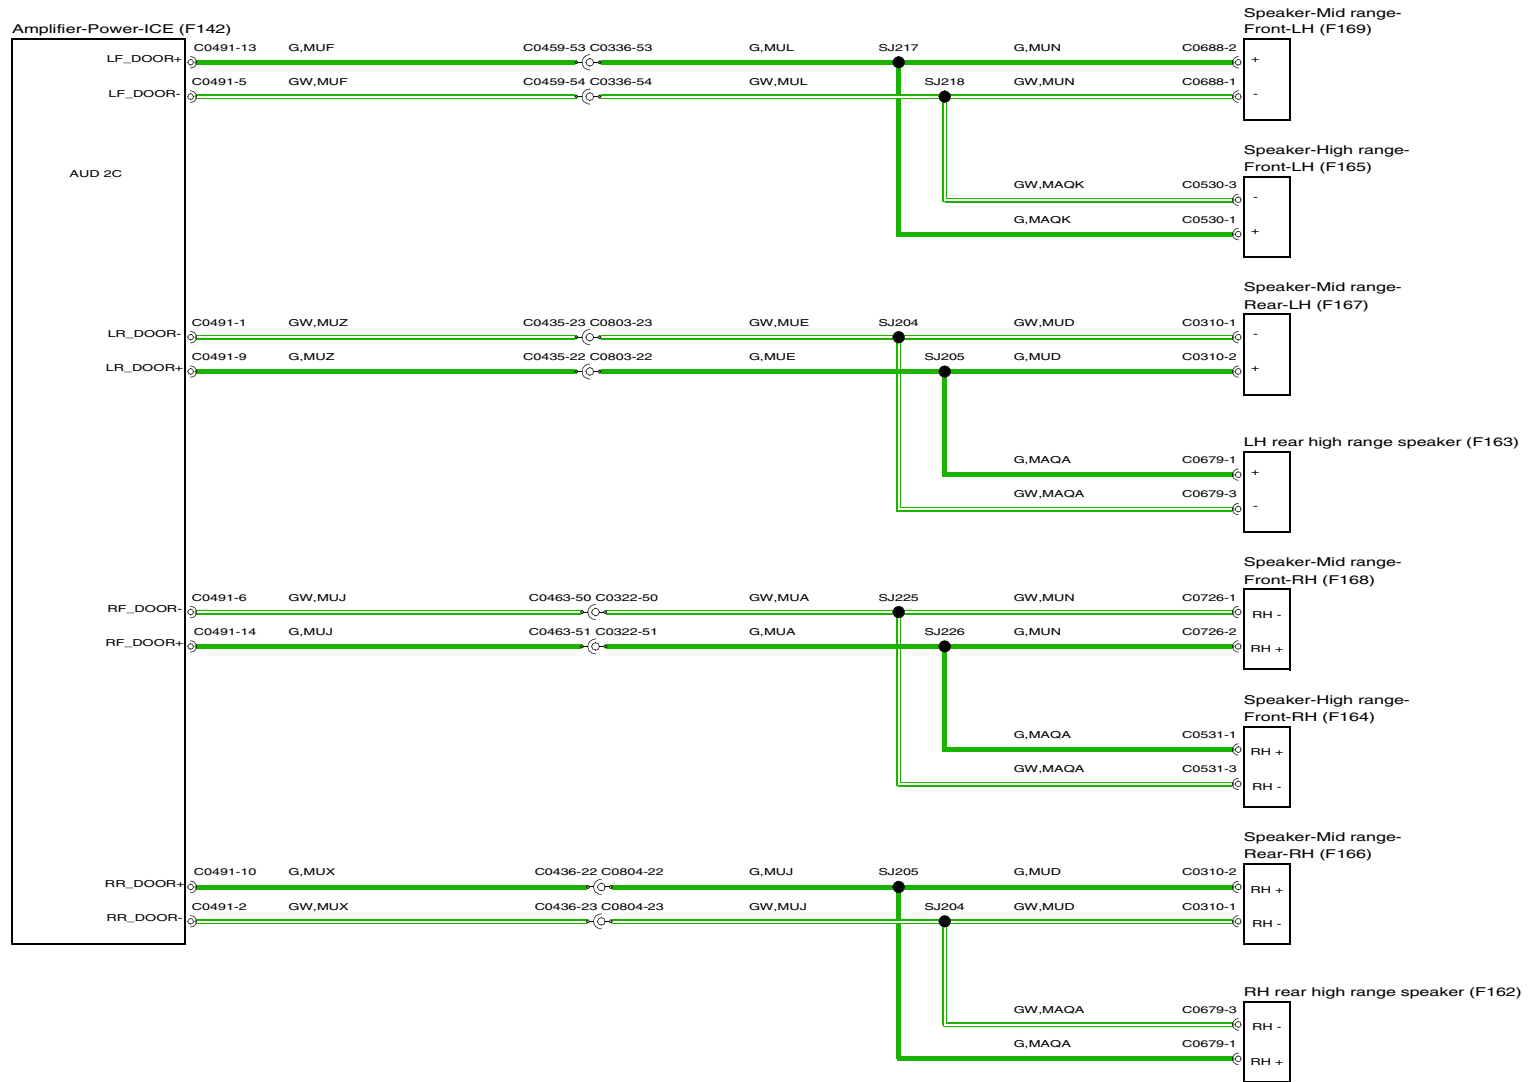 Speaker-Mid range-
Amplifier-Power-ICE (F142)
Front-LH (F169)
LF_DOOR+ C0491-13 G,MUF C0459-53 C0336-53 G,MUL SJ217 G,MUN C0688-2 +
LF_DOOR- C0491-5 GW,MUF C0459-54 C0336-54 GW,MUL SJ218 GW,MUN C0688-1 -
AUD 2C
Speaker-High range-
Front-LH (F165)
GW,MAQK C0530-3 -
G,MAQK C0530-1 +
Speaker-Mid range-
Rear-LH (F167)
LR_DOOR- C0491-1 GW,MUZ C0435-23 C0803-23 GW,MUE SJ204 GW,MUD C0310-1 -
LR_DOOR+ C0491-9 G,MUZ C0435-22 C0803-22 G,MUE SJ205 G,MUD C0310-2 +
LH rear high range speaker (F163)
G,MAQA C0679-1 +
GW,MAQA C0679-3 -
Speaker-Mid range-
Front-RH (F168)
RF_DOOR- C0491-6 GW,MUJ C0463-50 C0322-50 GW,MUA SJ225 GW,MUN C0726-1 RH -
RF_DOOR+ C0491-14 G,MUJ C0463-51 C0322-51 G,MUA SJ226 G,MUN C0726-2 RH +
Speaker-High range-
Front-RH (F164)
G,MAQA C0531-1 RH +
GW,MAQA C0531-3 RH -
Speaker-Mid range-
Rear-RH (F166)
RR_DOOR+ C0491-10 G,MUX C0436-22 C0804-22 G,MUJ SJ205 G,MUD C0310-2 RH +
RR_DOOR- C0491-2 GW,MUX C0436-23 C0804-23 GW,MUJ SJ204 GW,MUD C0310-1 RH -
RH rear high range speaker (F162)
GW,MAQA C0679-3 RH -
G,MAQA C0679-1 RH +